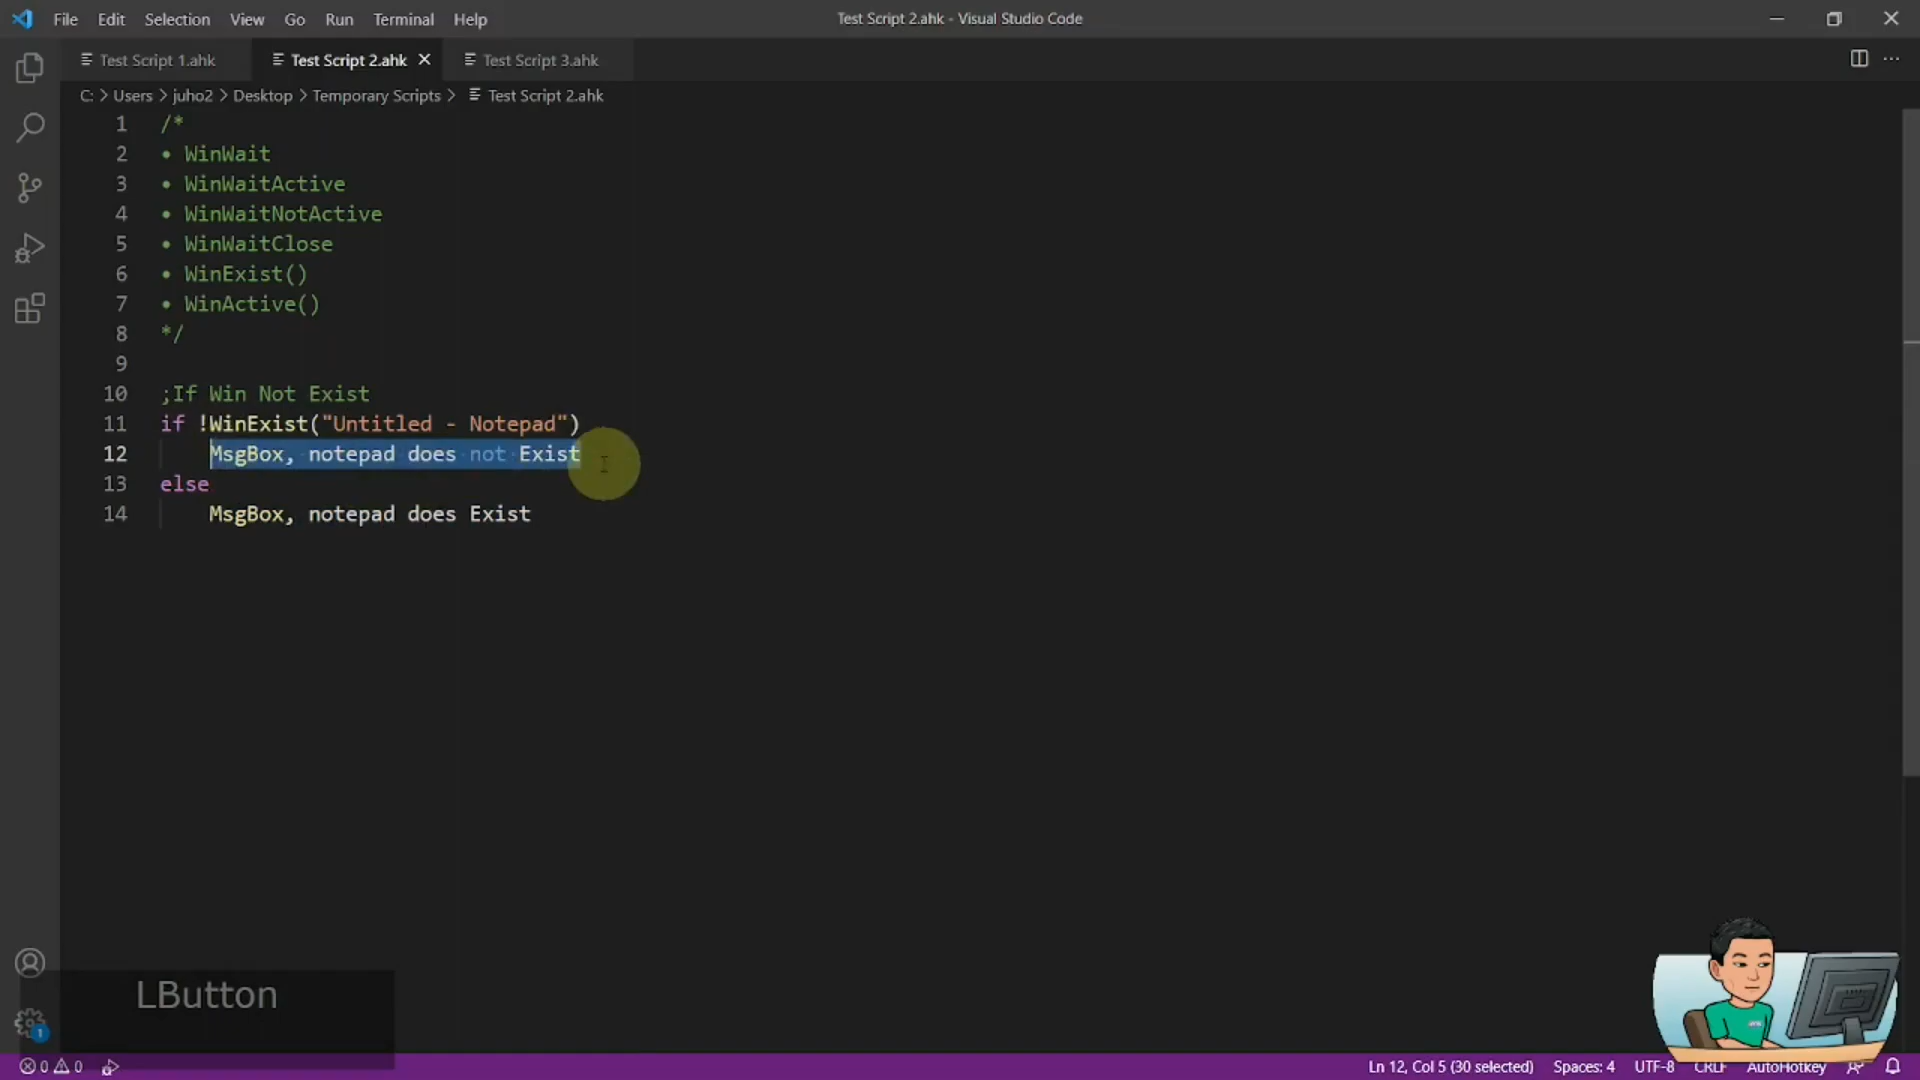 File Edit Selection View Go Run Terminal Help
Test Script 2.ahk - Visual Studio Code
Test Script 1.ahk
Test Script 2.ahk
Test Script 3.ahk
C: > Users > juho2 > Desktop > Temporary Scripts > Test Script 2.ahk
1 /*
2 • WinWait
3 • WinWaitActive
4 • WinWaitNotActive
5 • WinWaitClose
6 • WinExist()
7 • WinActive()
8 */
9
10 ;If Win Not Exist
11 if !WinExist("Untitled - Notepad")
12 MsgBox, notepad does not Exist
13 else
14 MsgBox, notepad does Exist
LButton
1
0 0
Ln 12, Col 5 (30 selected) Spaces: 4 UTF-8 CRLF AutoHotkey